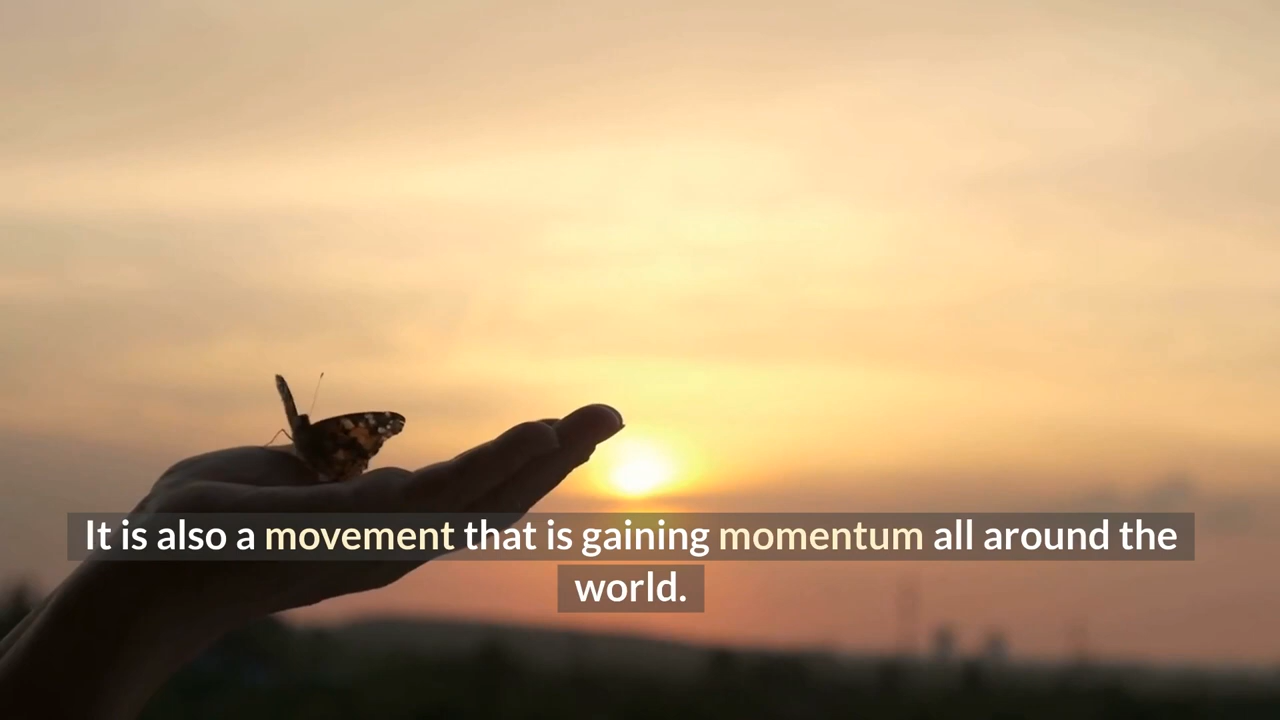 It is also a movement that is gaining momentum all around the
world.